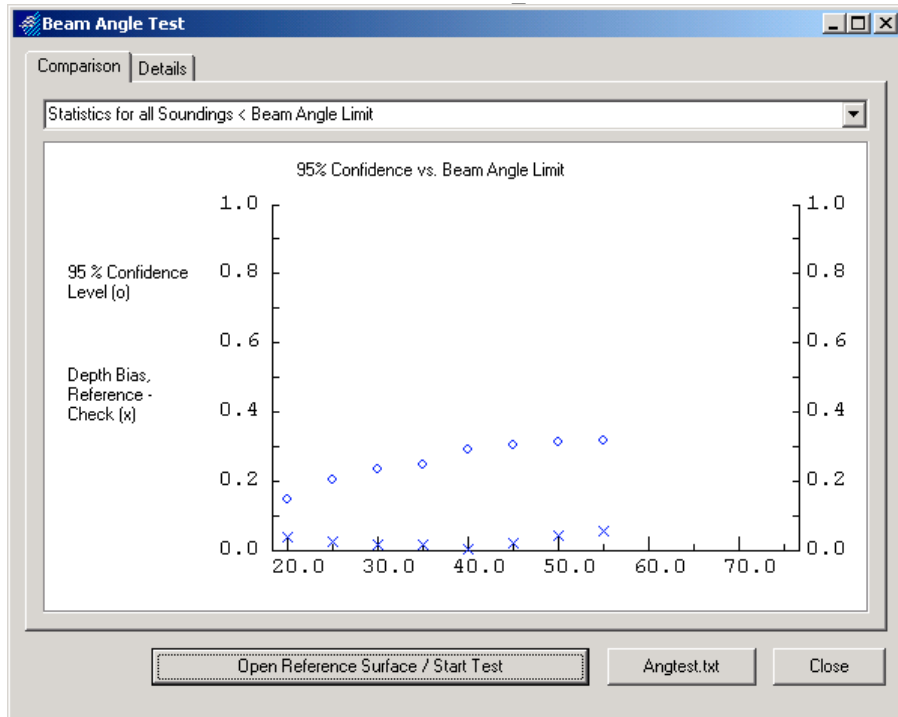 Beam Angle Test
Comparison
Details
Statistics for all Soundings < Beam Angle Limit
95% Confidence vs. Beam Angle Limit
1.0
1.0
95 % Confidence
Level (o)
0.8
0.8
0.6
0.6
Depth Bias,
Reference -
Check (x)
0.4
0.4
0.2
0.2
0.0
0.0
20.0 30.0 40.0 50.0 60.0 70.0
Open Reference Surface / Start Test
Angtest.txt
Close